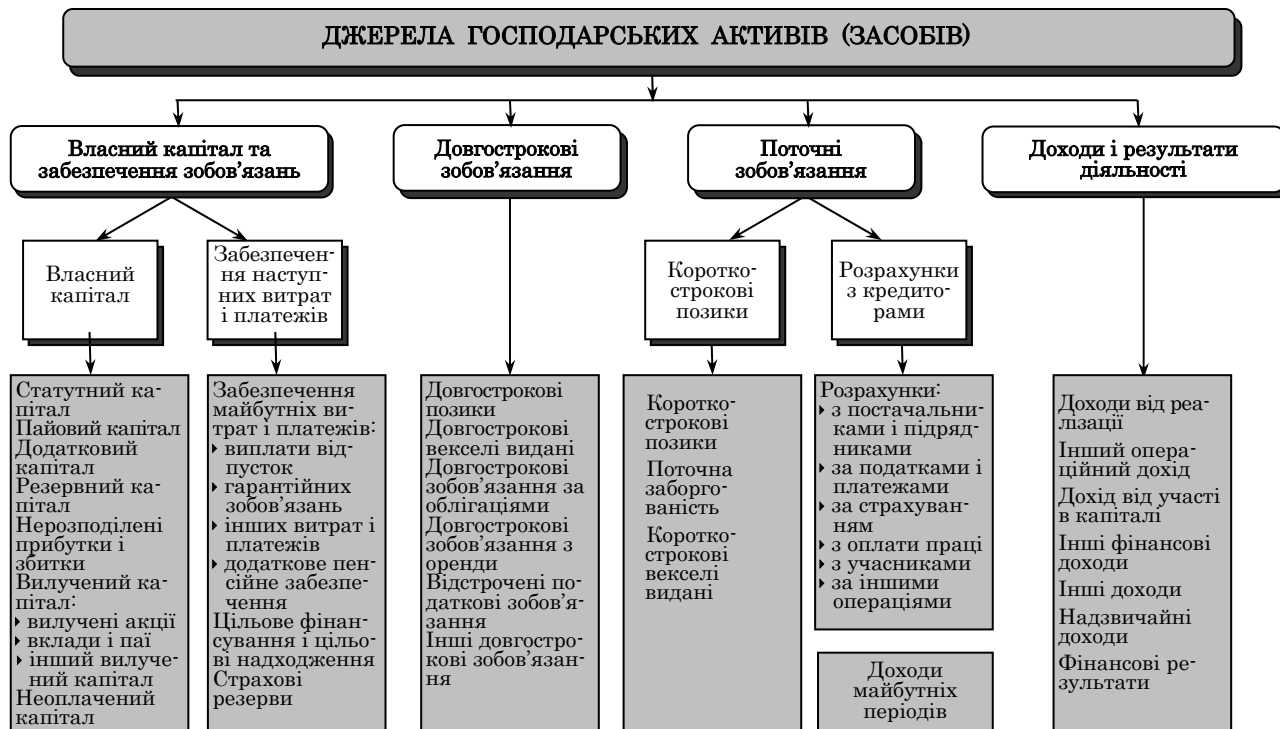 ДЖЕРЕЛА ГОСПОДАРСЬКИХ АКТИВІВ (ЗАСОБІВ)
Власний капітал та
забезпечення зобов’язань
Довгострокові
зобов’язання
Поточні
зобов’язання
Доходи і результати
діяльності
Власний
капітал
Забезпечен-
ня наступ-
них витрат
і платежів
Коротко-
строкові
позики
Розрахунки
з кредито-
рами
Статутний ка-
пітал
Пайовий капітал
Додатковий
капітал
Резервний ка-
пітал
Нерозподілені
прибутки і
збитки
Вилучений ка-
пітал:
вилучені акції
вклади і паї
інший вилуче-
ний капітал
Неоплачений
капітал
Забезпечення
майбутніх ви-
трат і платежів:
виплати від-
пусток
гарантійних
зобов’язань
інших витрат і
платежів
додаткове пен-
сійне забезпе-
чення
Цільове фінан-
сування і цільо-
ві надходження
Страхові
резерви
Довгострокові
позики
Довгострокові
векселі видані
Довгострокові
зобов’язання за
облігаціями
Довгострокові
зобов’язання з
оренди
Відстрочені по-
даткові зобов’я-
зання
Інші довгостро-
кові зобов’язан-
ня
Коротко-
строкові
позики
Поточна
заборго-
ваність
Коротко-
строкові
векселі
видані
Розрахунки:
з постачальни-
ками і підряд-
никами
за податками і
платежами
за страхуван-
ням
з оплати праці
з учасниками
за іншими
операціями
Доходи
майбутніх
періодів
Доходи від реа-
лізації
Інший опера-
ційний дохід
Дохід від участі
в капіталі
Інші фінансові
доходи
Інші доходи
Надзвичайні
доходи
Фінансові ре-
зультати